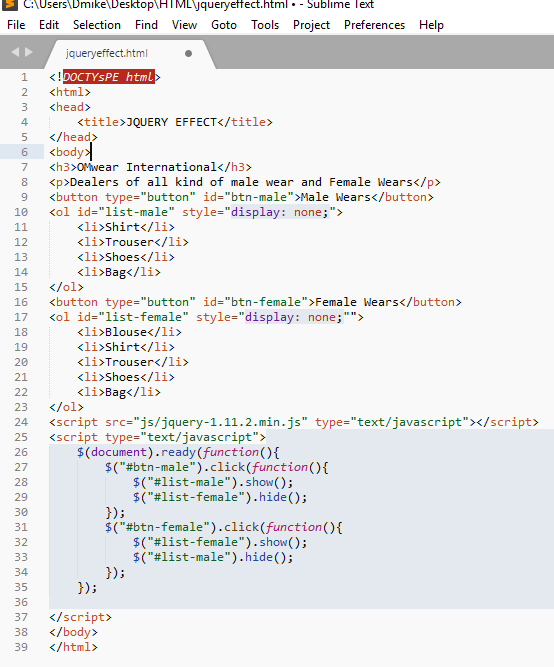 C:\Users\Dmike\Desktop\HTML\jqueryeffect.html • - Sublime Text
File Edit Selection Find View Goto Tools Project Preferences Help
jqueryeffect.html
1 <!DOCTYsPE html>
2 <html>
3 <head>
4     <title>JQUERY EFFECT</title>
5 </head>
6 <body>
7 <h3>OMwear International</h3>
8 <p>Dealers of all kind of male wear and Female Wears</p>
9 <button type="button" id="btn-male">Male Wears</button>
10 <ol id="list-male" style="display: none;">
11     <li>Shirt</li>
12     <li>Trouser</li>
13     <li>Shoes</li>
14     <li>Bag</li>
15 </ol>
16 <button type="button" id="btn-female">Female Wears</button>
17 <ol id="list-female" style="display: none;"">
18     <li>Blouse</li>
19     <li>Shirt</li>
20     <li>Trouser</li>
21     <li>Shoes</li>
22     <li>Bag</li>
23 </ol>
24 <script src="js/jquery-1.11.2.min.js" type="text/javascript"></script>
25 <script type="text/javascript">
26     $(document).ready(function(){
27         $("#btn-male").click(function(){
28             $("#list-male").show();
29             $("#list-female").hide();
30         });
31         $("#btn-female").click(function(){
32             $("#list-female").show();
33             $("#list-male").hide();
34         });
35     });
36
37 </script>
38 </body>
39 </html>